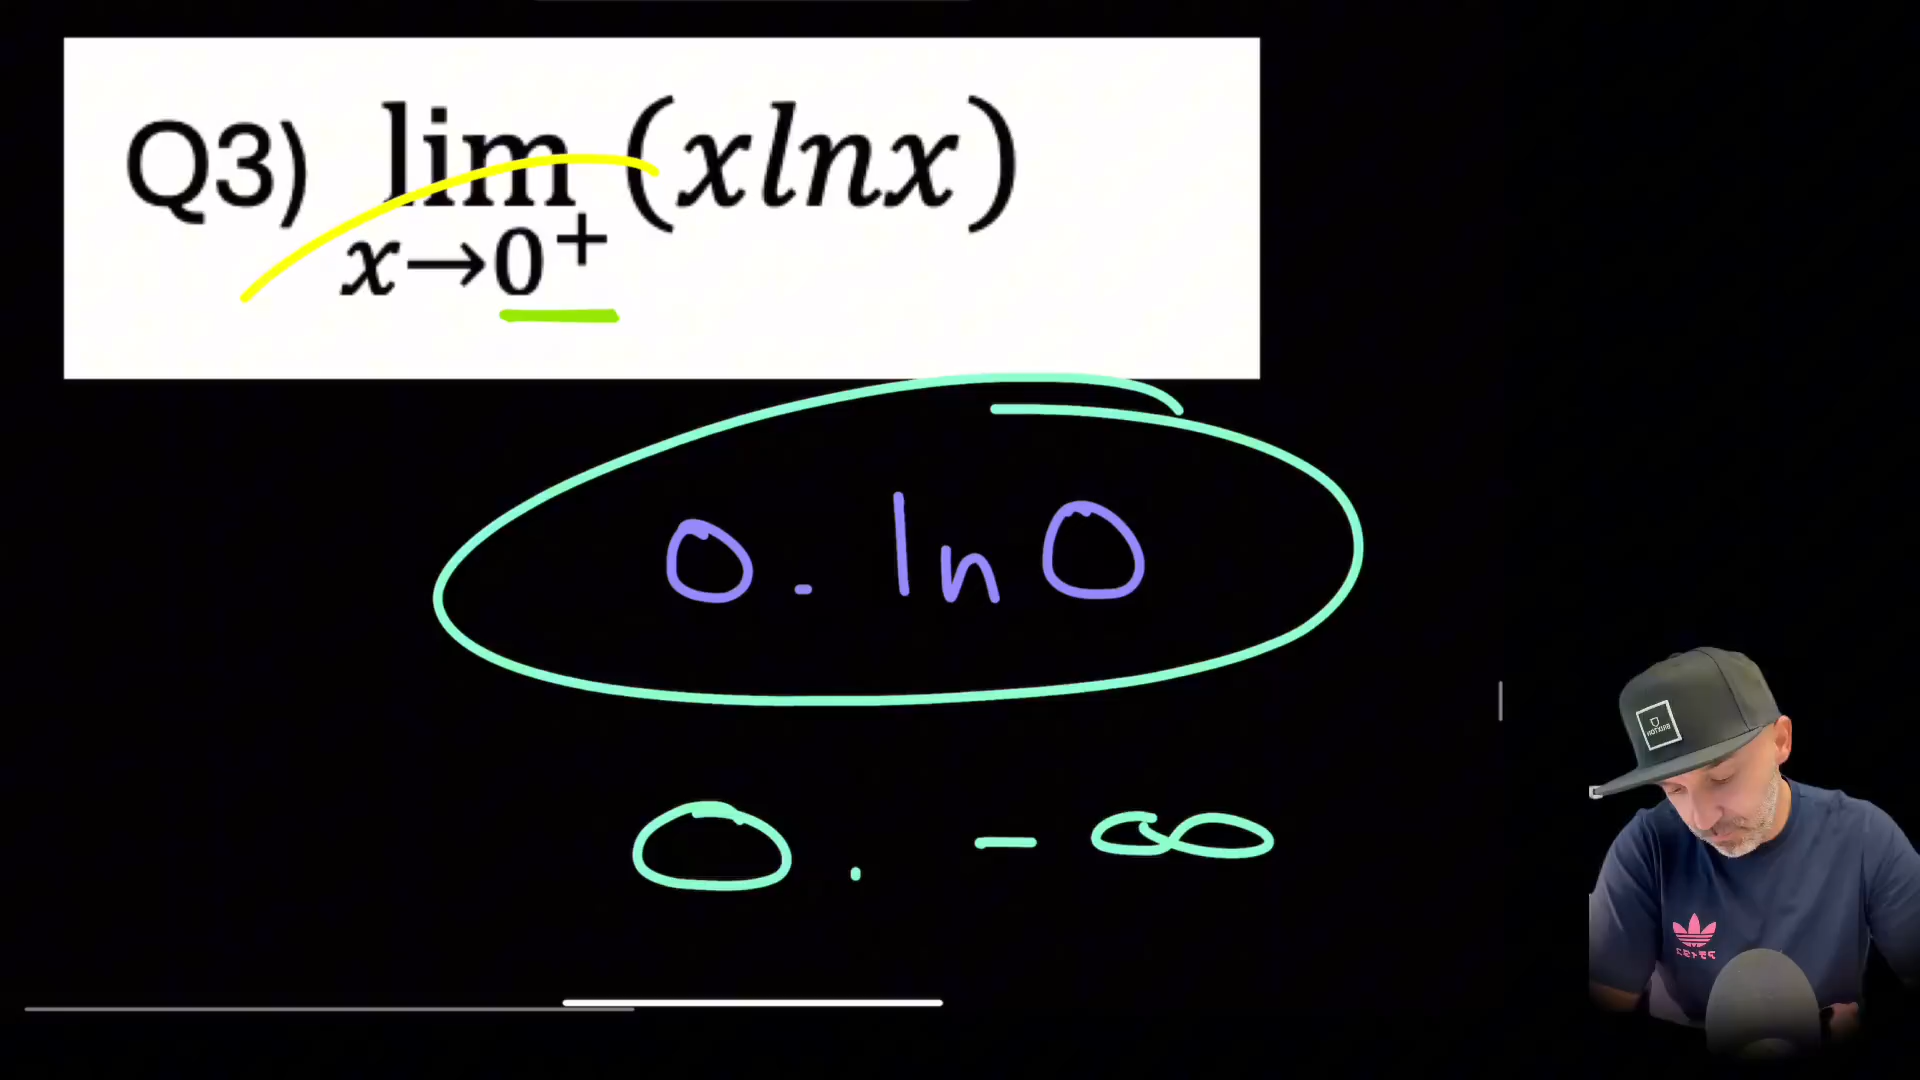 Q3) lim (xlnx)
x→0⁺
0 . ln 0
0 . - ∞